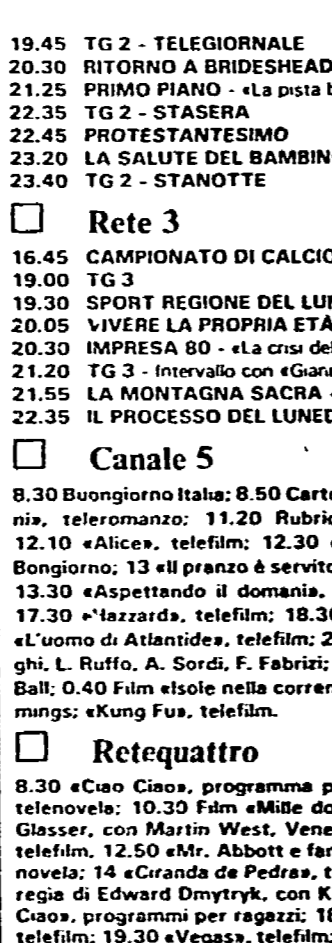 19.45 TG 2 - TELEGIORNALE
20.30 RITORNO A BRIDESHEAD
21.25 PRIMO PIANO - «La pista
22.35 TG 2 - STASERA
22.45 PROTESTANTESIMO
23.20 LA SALUTE DEL BAMBIN
23.40 TG 2 - STANOTTE
□ Rete 3
16.45 CAMPIONATO DI CALCIO
19.00 TG 3
19.30 SPORT REGIONE DEL LU
20.05 VIVERE LA PROPRIA ETÀ
20.30 IMPRESA 80 - «La crisi del
21.20 TG 3 - Intervallo con «Giann
21.55 LA MONTAGNA SACRA -
22.35 IL PROCESSO DEL LUNED
□ Canale 5
8.30 Buongiorno Italia; 8.50 Cart
ni», teleromanzo; 11.20 Rubri
12.10 «Alice», telefilm; 12.30 «
Bongiorno; 13 «Il pranzo è servito
13.30 «Aspettando il domani»,
17.30 «Hazzard», telefilm; 18.30
«L'uomo di Atlantide», telefilm; 2
ghi, L. Ruffo, A. Sordi, F. Fabrizi;
Ball; 0.40 Film «Isole nella corren
mings; «Kung Fu», telefilm.
□ Retequattro
8.30 «Ciao Ciao», programma p
telenovela; 10.30 Film «Mille do
Glasser, con Martin West, Vene
telefilm. 12.50 «Mr. Abbott e fa
novela; 14 «Ciranda de Pedra», t
regia di Edward Dmytryk, con K
Ciao», programmi per ragazzi; 18
telefilm; 19.30 «Vegas», telefilm;